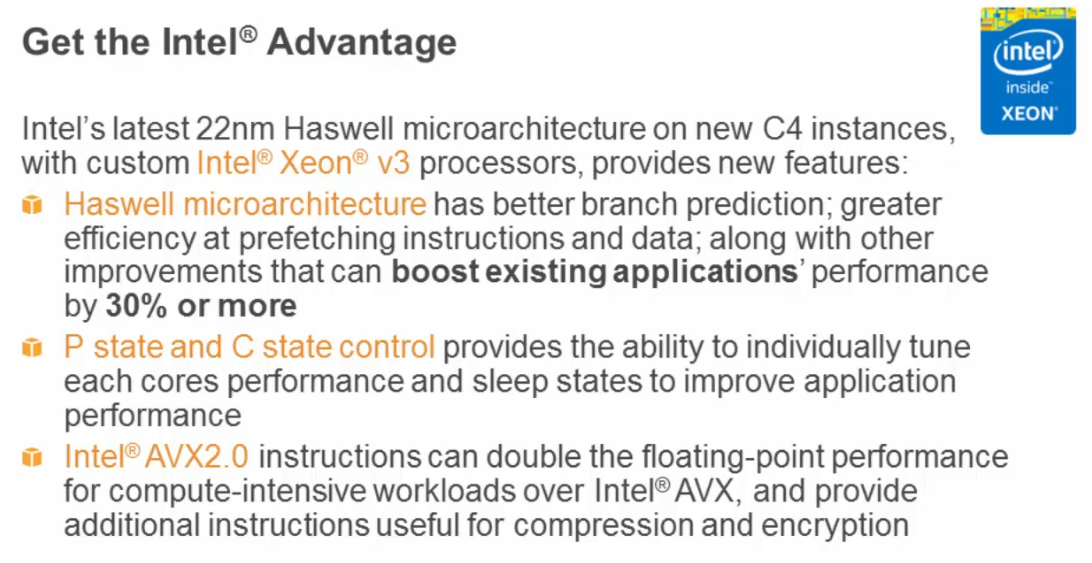 Get the Intel® Advantage
intel
inside™
XEON®
Intel's latest 22nm Haswell microarchitecture on new C4 instances,
with custom Intel® Xeon® v3 processors, provides new features:
Haswell microarchitecture has better branch prediction; greater
efficiency at prefetching instructions and data; along with other
improvements that can boost existing applications' performance
by 30% or more
P state and C state control provides the ability to individually tune
each cores performance and sleep states to improve application
performance
Intel® AVX2.0 instructions can double the floating-point performance
for compute-intensive workloads over Intel® AVX, and provide
additional instructions useful for compression and encryption